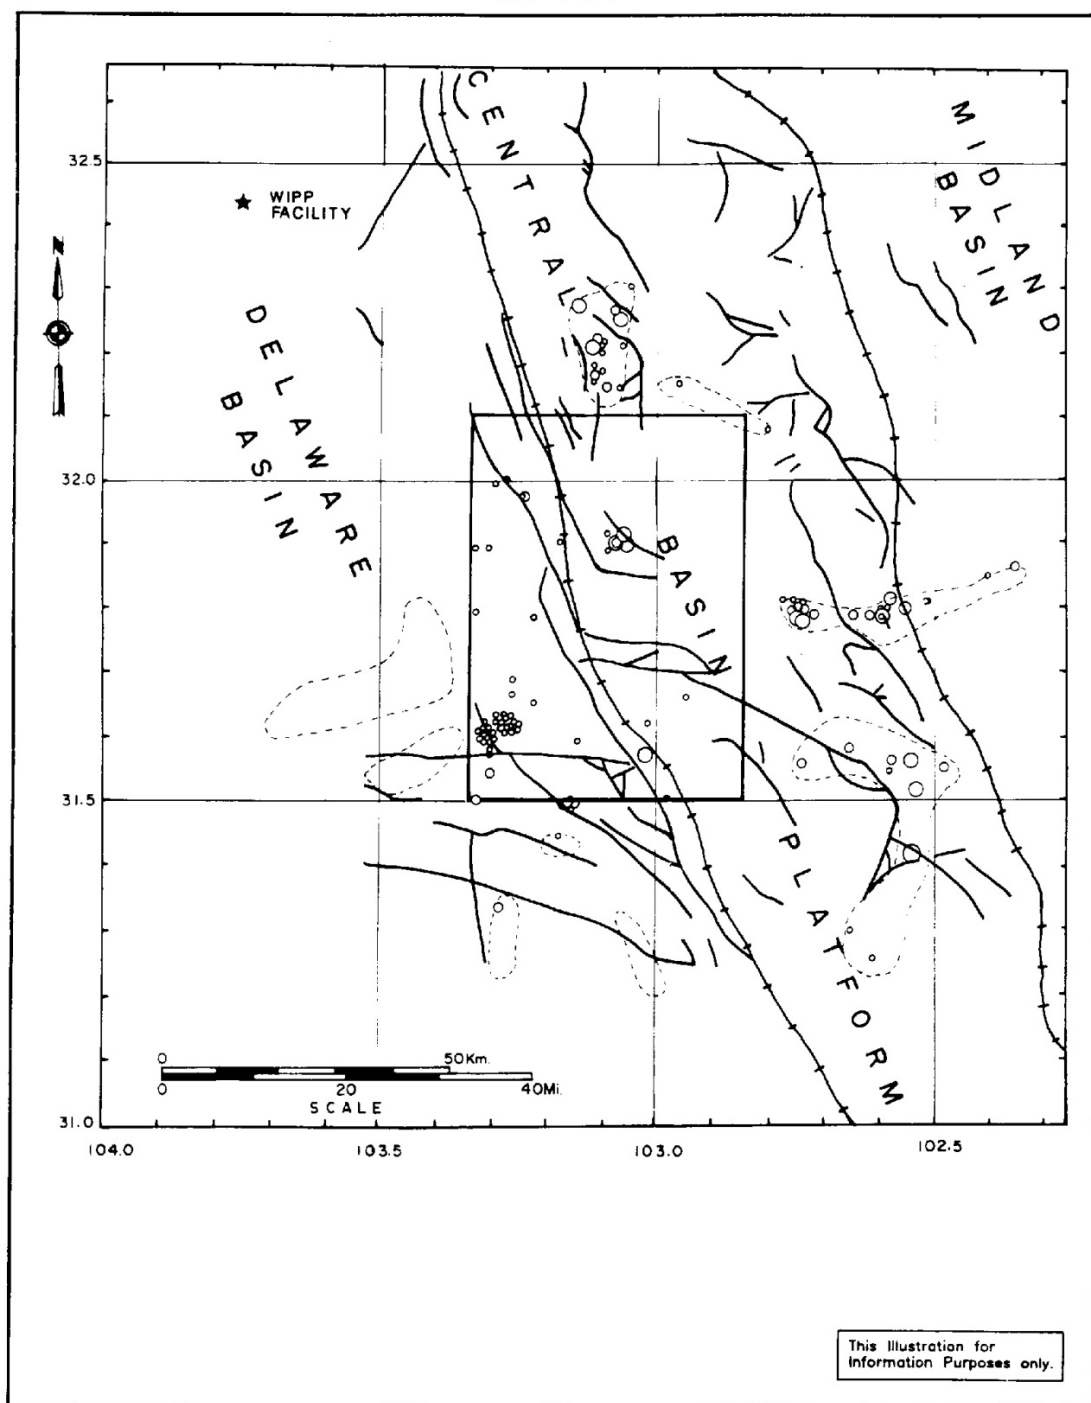 32.5
32.0
31.5
31.0
104.0
103.5
103.0
102.5
N
★ WIPP
FACILITY
DELAWARE
BASIN
CENTRAL
BASIN
PLATFORM
MIDLAND
BASIN
0
50Km.
0
20
40Mi.
SCALE
This Illustration for
Information Purposes only.